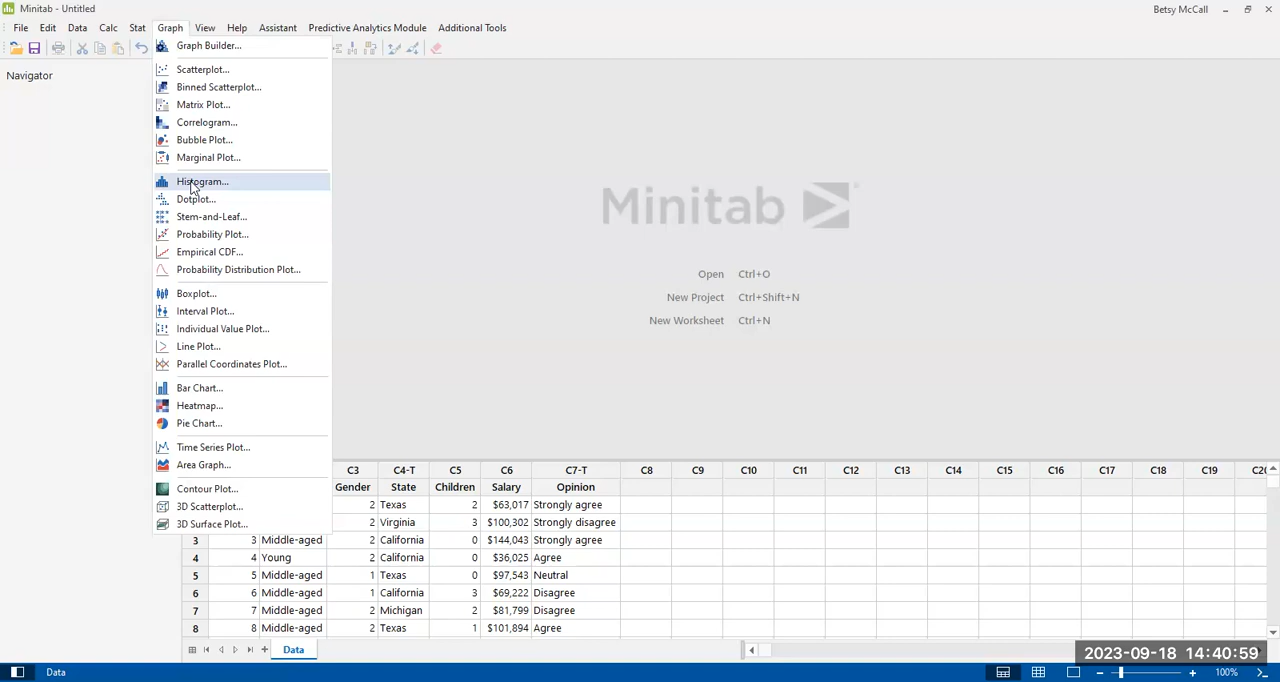 Minitab - Untitled
Betsy McCall
File Edit Data Calc Stat Graph View Help Assistant Predictive Analytics Module Additional Tools
Navigator
Graph Builder...
Scatterplot...
Binned Scatterplot...
Matrix Plot...
Correlogram...
Bubble Plot...
Marginal Plot...
Histogram...
Dotplot...
Stem-and-Leaf...
Probability Plot...
Empirical CDF...
Probability Distribution Plot...
Boxplot...
Interval Plot...
Individual Value Plot...
Line Plot...
Parallel Coordinates Plot...
Bar Chart...
Heatmap...
Pie Chart...
Time Series Plot...
Area Graph...
Contour Plot...
3D Scatterplot...
3D Surface Plot...
Minitab
Open Ctrl+O
New Project Ctrl+Shift+N
New Worksheet Ctrl+N
C3 C4-T C5 C6 C7-T C8 C9 C10 C11 C12 C13 C14 C15 C16 C17 C18 C19
Gender State Children Salary Opinion
2 Texas 2 $63,017 Strongly agree
2 Virginia 3 $100,302 Strongly disagree
3 3 Middle-aged 2 California 0 $144,043 Strongly agree
4 4 Young 2 California 0 $36,025 Agree
5 5 Middle-aged 1 Texas 0 $97,543 Neutral
6 6 Middle-aged 1 California 3 $69,222 Disagree
7 7 Middle-aged 2 Michigan 2 $81,799 Disagree
8 8 Middle-aged 2 Texas 1 $101,894 Agree
Data
2023-09-18 14:40:59
Data
100%